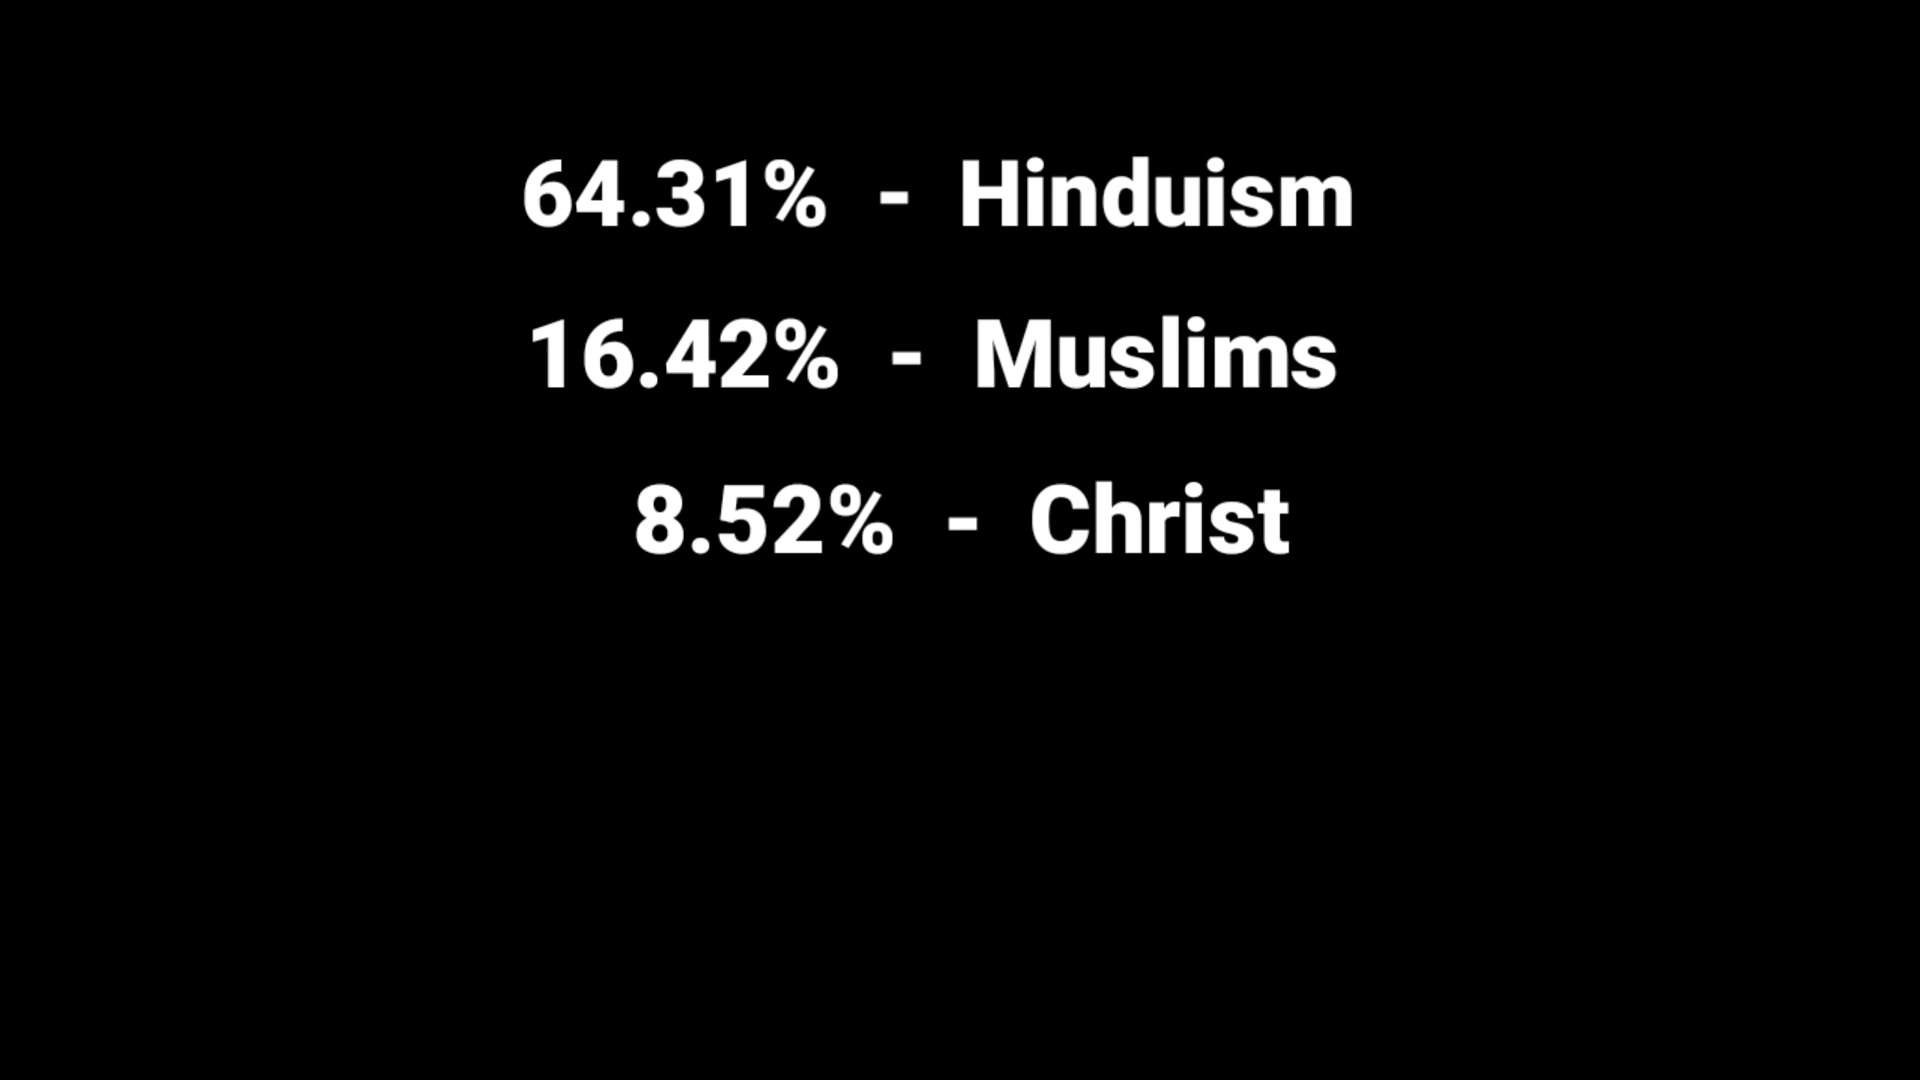 64.31% - Hinduism
16.42% - Muslims
8.52% - Christ